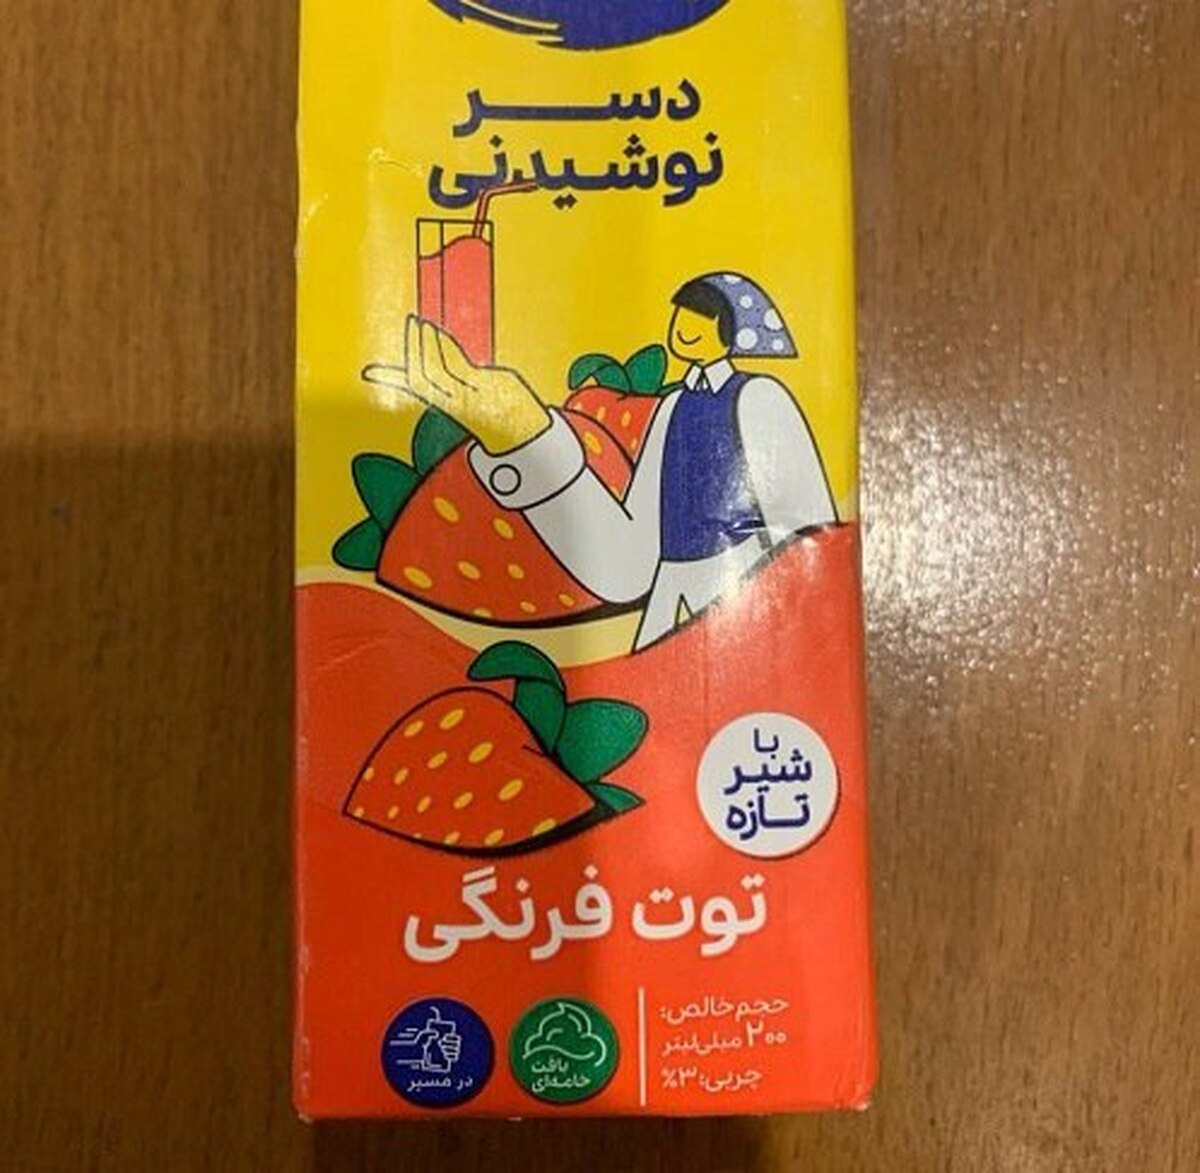 دسر
نوشیدنی
با
شیر
تازه
توت فرنگی
حجم خالص:
۲۰۰ میلی‌لیتر
چربی: ۳%
بافت
خامه‌ای
در مسیر